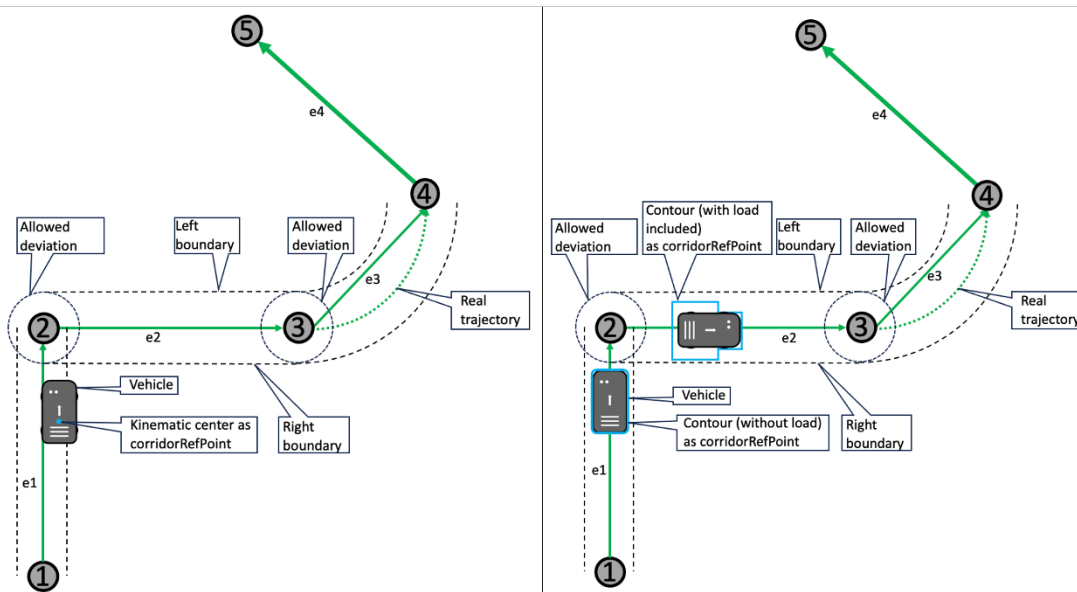 5
e4
4
Allowed
deviation
Left
boundary
Allowed
deviation
e3
2
3
e2
Real
trajectory
Vehicle
Kinematic center as
corridorRefPoint
Right
boundary
e1
1
5
e4
4
Allowed
deviation
Contour (with load
included)
as corridorRefPoint
Left
boundary
Allowed
deviation
e3
2
3
e2
Real
trajectory
Vehicle
Contour (without load)
as corridorRefPoint
Right
boundary
e1
1